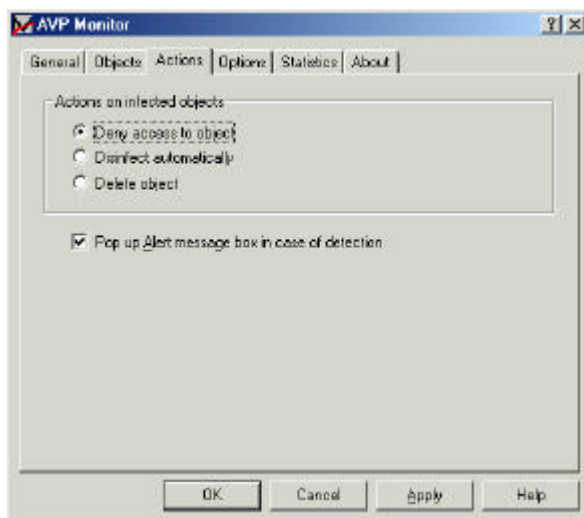 AVP Monitor
General Objects Actions Options Statistics About
Actions on infected objects
Deny access to object
Disinfect automatically
Delete object
Pop up Alert message box in case of detection
OK Cancel Apply Help